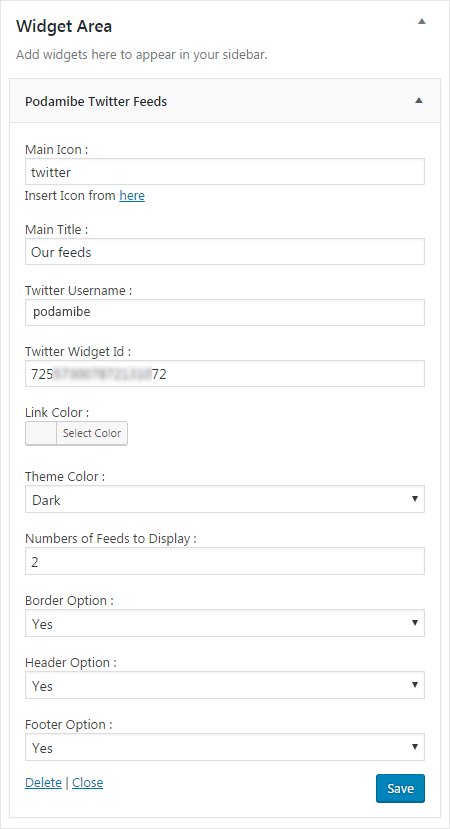 Widget Area
Add widgets here to appear in your sidebar.
Podamibe Twitter Feeds
Main Icon :
twitter
Insert Icon from here
Main Title :
Our feeds
Twitter Username :
podamibe
Twitter Widget Id :
725 72
Link Color :
Select Color
Theme Color :
Dark
Numbers of Feeds to Display :
2
Border Option :
Yes
Header Option :
Yes
Footer Option :
Yes
Delete | Close
Save